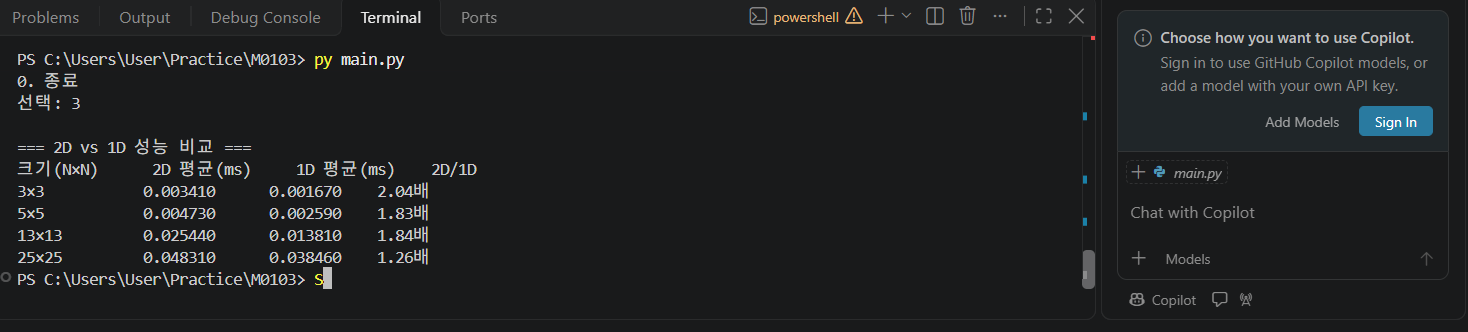 Problems Output Debug Console Terminal Ports powershell
PS C:\Users\User\Practice\M0103> py main.py
0. 종료
선택: 3
=== 2D vs 1D 성능 비교 ===
크기(N×N) 2D 평균(ms) 1D 평균(ms) 2D/1D
3×3 0.003410 0.001670 2.04배
5×5 0.004730 0.002590 1.83배
13×13 0.025440 0.013810 1.84배
25×25 0.048310 0.038460 1.26배
PS C:\Users\User\Practice\M0103> S
Choose how you want to use Copilot.
Sign in to use GitHub Copilot models, or
add a model with your own API key.
Add Models Sign In
main.py
Chat with Copilot
Models
Copilot